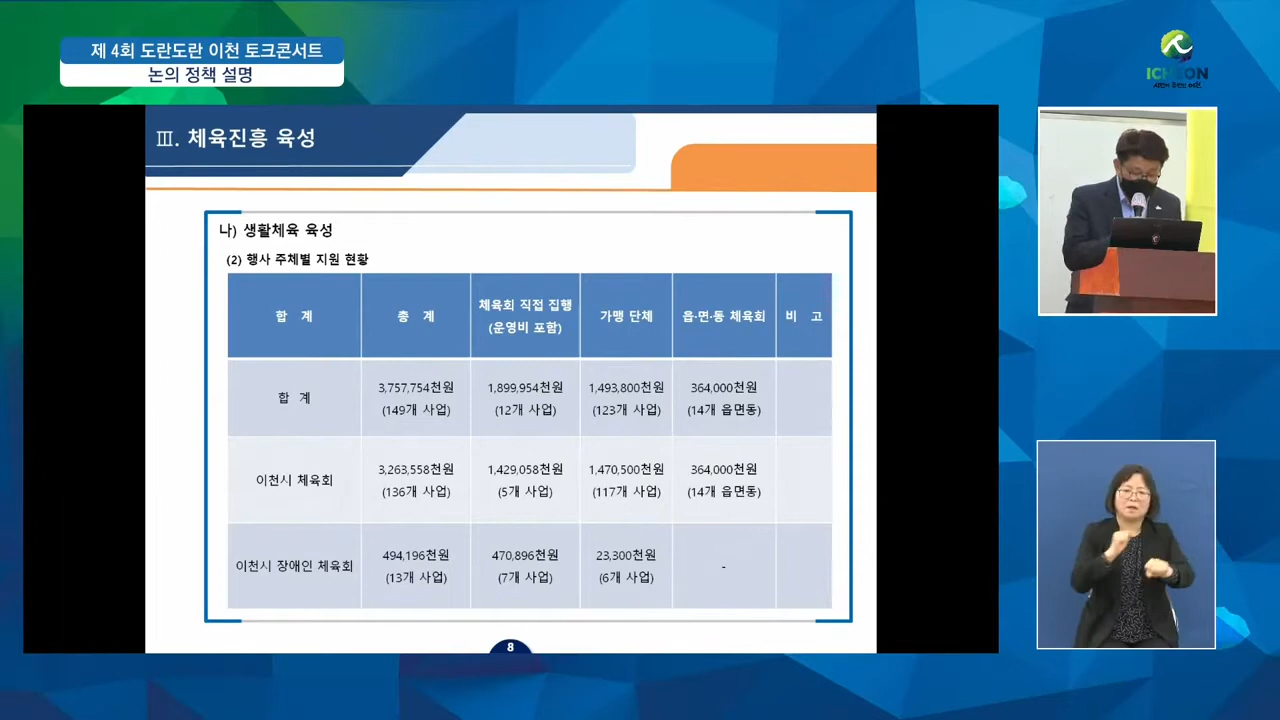 제 4회 도란도란 이천 토크콘서트
논의 정책 설명
ICHEON
Ⅲ. 체육진흥 육성
나) 생활체육 육성
(2) 행사 주체별 지원 현황
합 계 총 계 체육회 직접 집행 (운영비 포함) 가맹 단체 읍·면·동 체육회 비 고
합 계 3,757,754천원 1,899,954천원 1,493,800천원 364,000천원
(149개 사업) (12개 사업) (123개 사업) (14개 읍면동)
이천시 체육회 3,263,558천원 1,429,058천원 1,470,500천원 364,000천원
(136개 사업) (5개 사업) (117개 사업) (14개 읍면동)
이천시 장애인 체육회 494,196천원 470,896천원 23,300천원 -
(13개 사업) (7개 사업) (6개 사업)
8